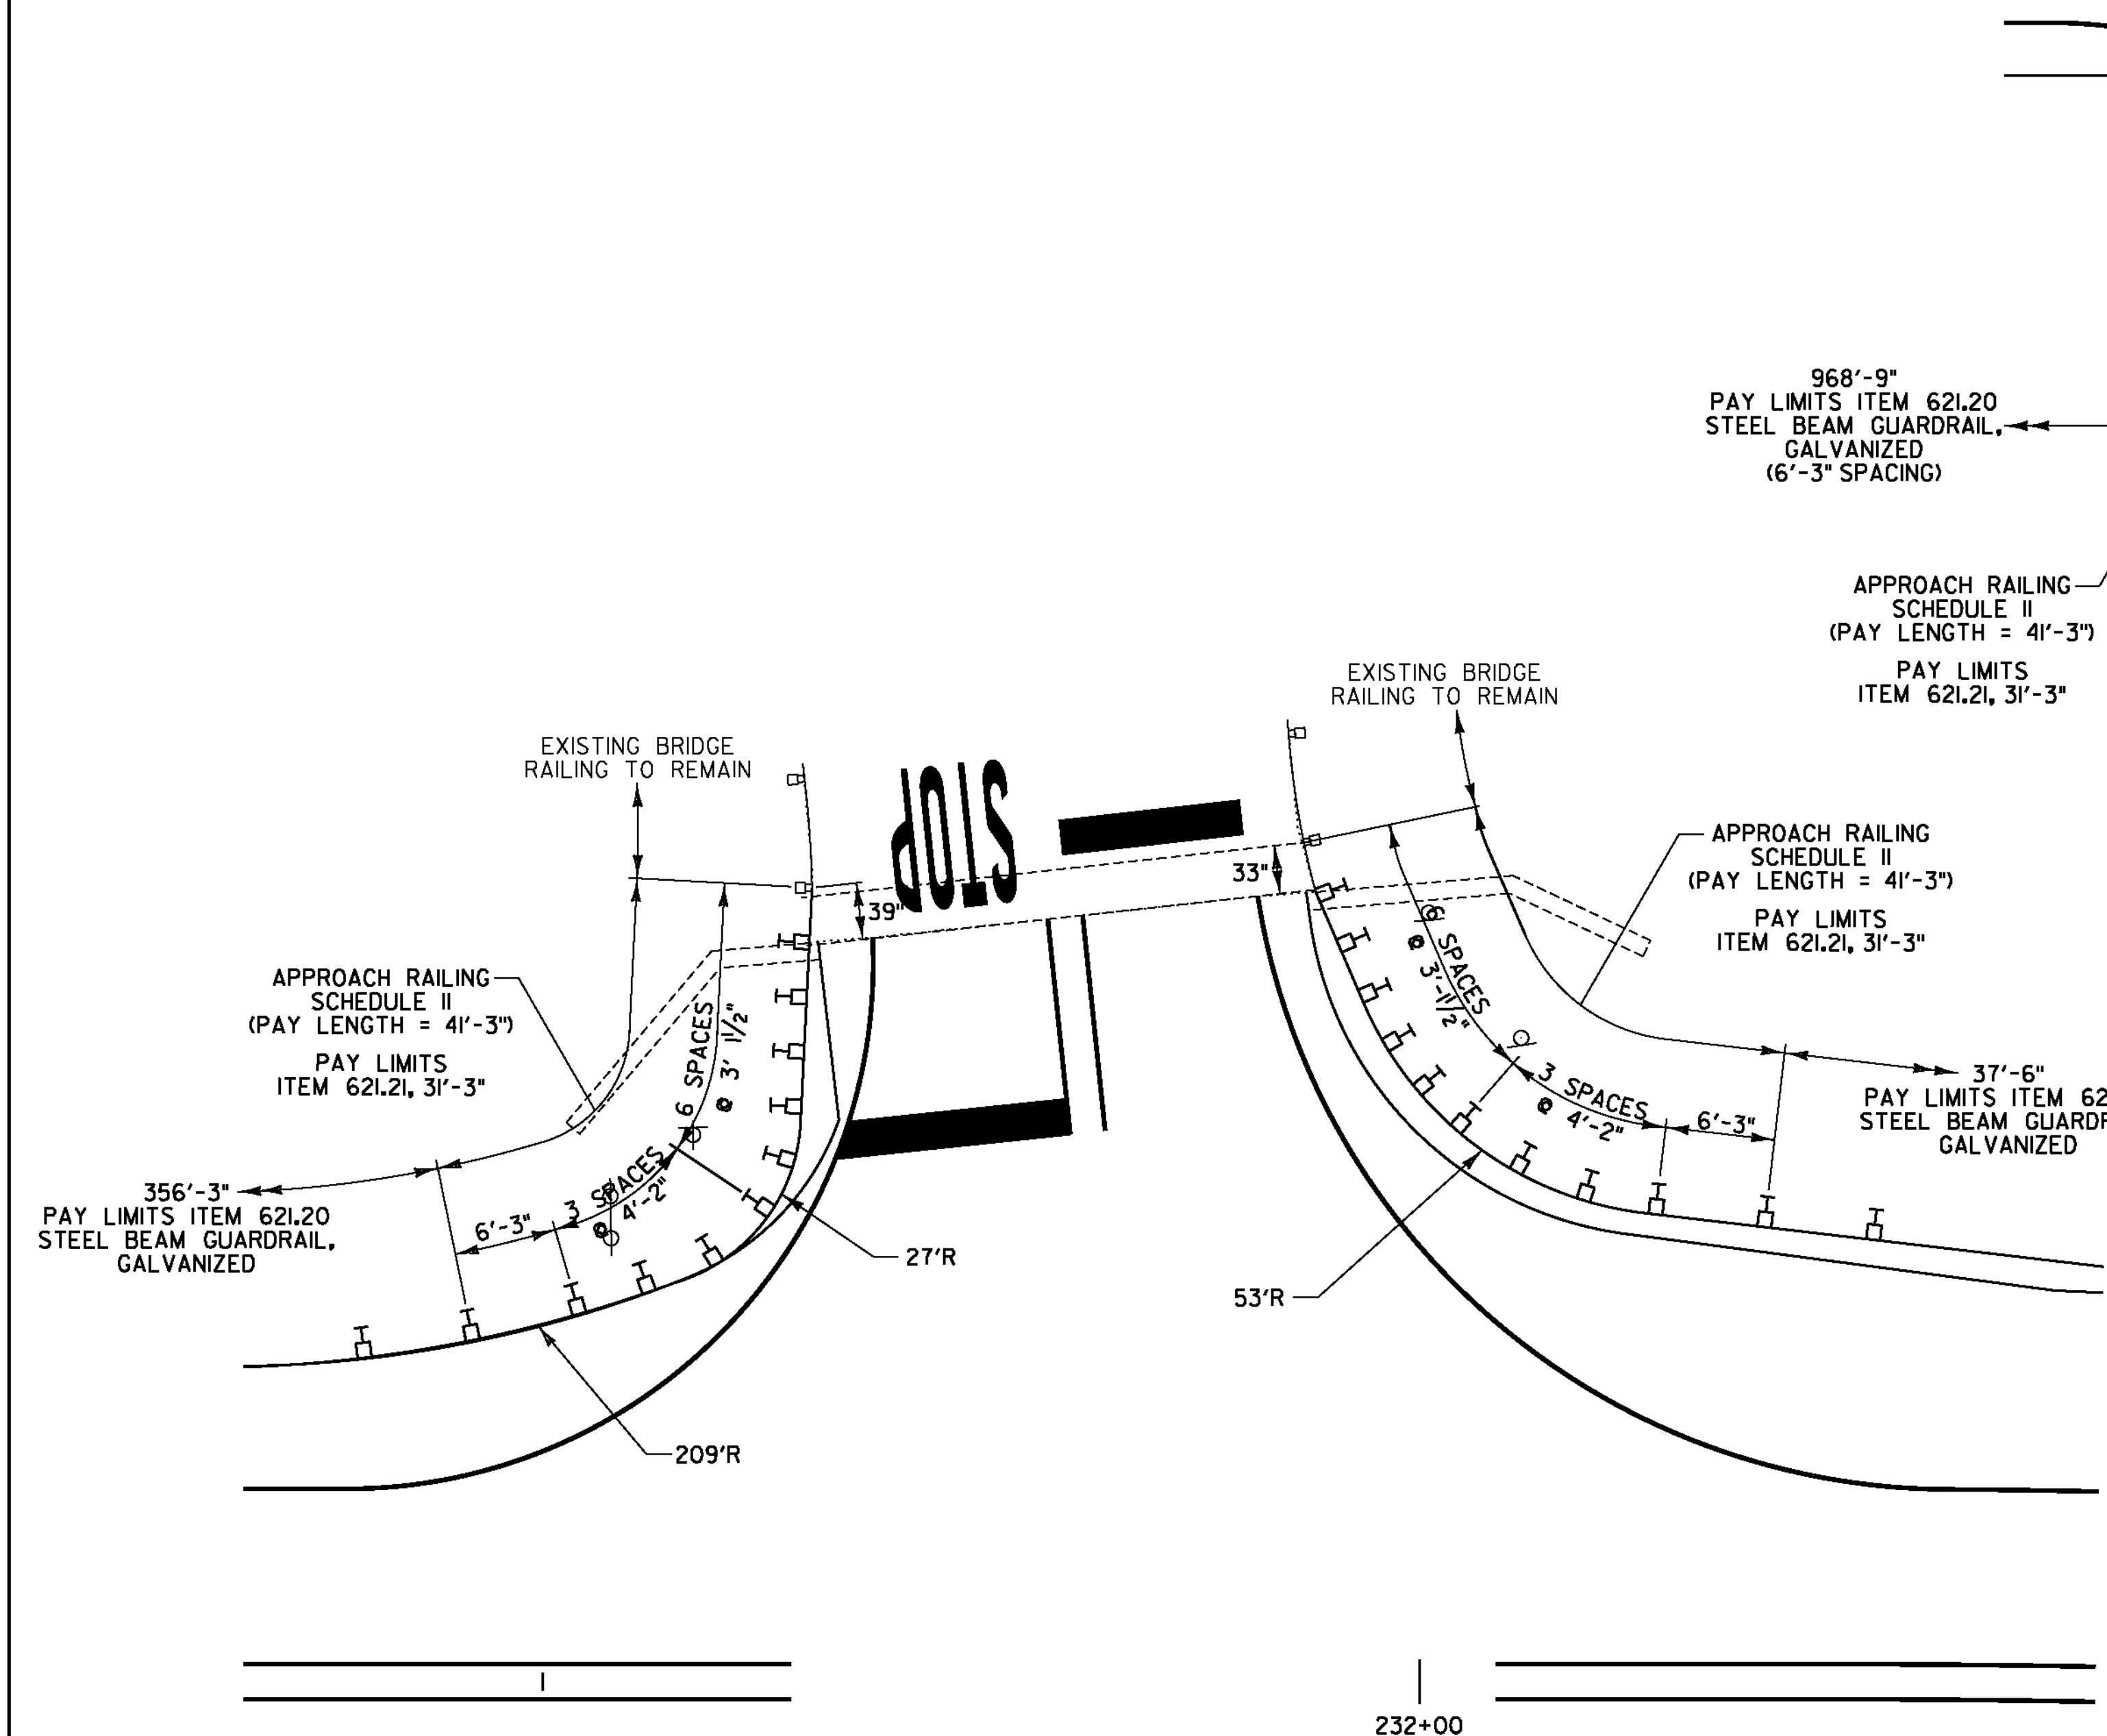 968'-9"
PAY LIMITS ITEM 621.20
STEEL BEAM GUARDRAIL,
GALVANIZED
(6'-3" SPACING)
APPROACH RAILING
SCHEDULE II
(PAY LENGTH = 41'-3")
PAY LIMITS
ITEM 621.21, 31'-3"
EXISTING BRIDGE
RAILING TO REMAIN
EXISTING BRIDGE
RAILING TO REMAIN
STOP
33"
39"
APPROACH RAILING
SCHEDULE II
(PAY LENGTH = 41'-3")
PAY LIMITS
ITEM 621.21, 31'-3"
APPROACH RAILING
SCHEDULE II
(PAY LENGTH = 41'-3")
PAY LIMITS
ITEM 621.21, 31'-3"
6 SPACES
@ 3' 1 1/2"
6 SPACES
@ 3'-1 1/2"
3 SPACES
@ 4'-2"
6'-3"
3 SPACES
@ 4'-2"
6'-3"
37'-6"
PAY LIMITS ITEM 62
STEEL BEAM GUARDR
GALVANIZED
356'-3"
PAY LIMITS ITEM 621.20
STEEL BEAM GUARDRAIL,
GALVANIZED
27'R
53'R
209'R
232+00